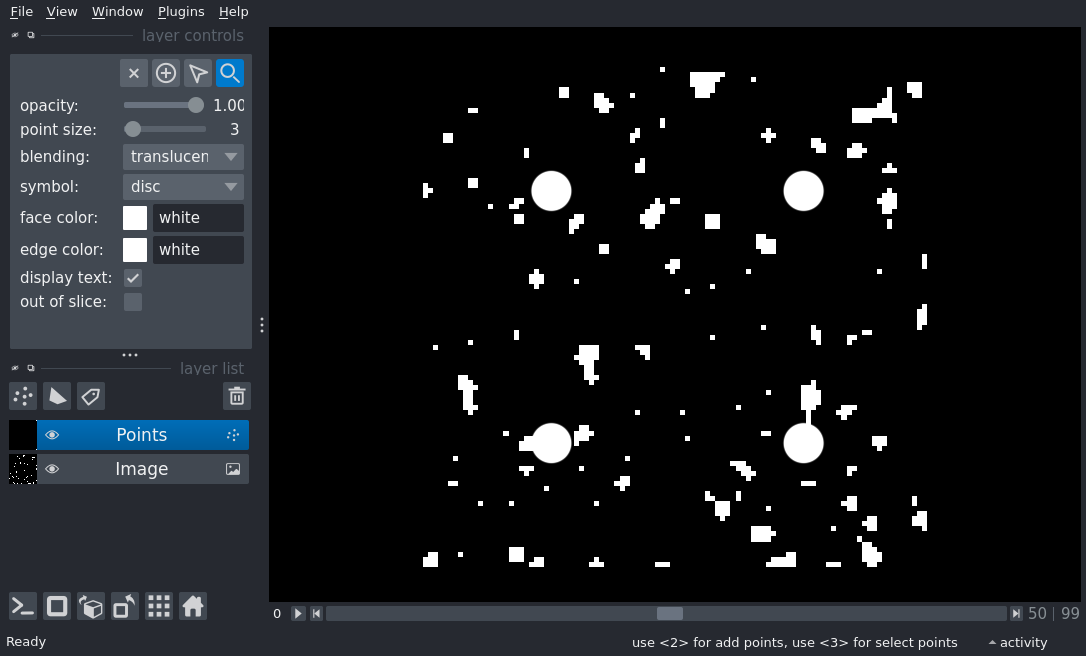 File View Window Plugins Help
layer controls
opacity: 1.00
point size: 3
blending: translucen
symbol: disc
face color: white
edge color: white
display text:
out of slice:
layer list
Points
Image
0 50 | 99
Ready use <2> for add points, use <3> for select points activity